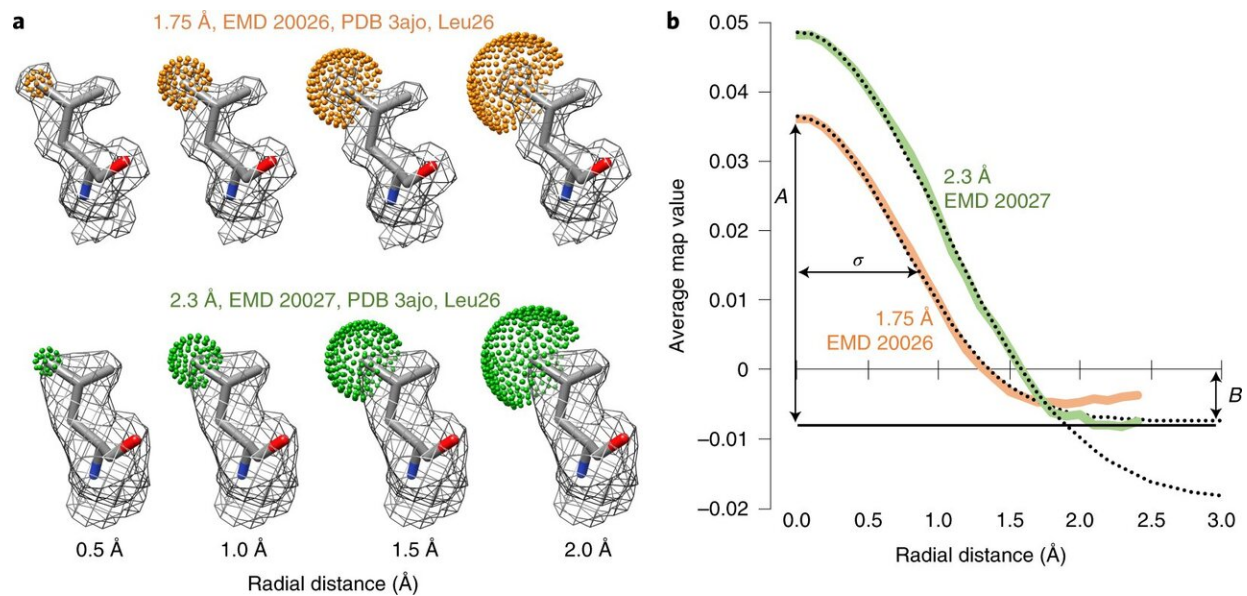 a
1.75 Å, EMD 20026, PDB 3ajo, Leu26
2.3 Å, EMD 20027, PDB 3ajo, Leu26
0.5 Å 1.0 Å 1.5 Å 2.0 Å
Radial distance (Å)
b
0.05
0.04
0.03
0.02
0.01
0
–0.01
–0.02
Average map value
A
σ
2.3 Å
EMD 20027
1.75 Å
EMD 20026
B
0.0 0.5 1.0 1.5 2.0 2.5 3.0
Radial distance (Å)